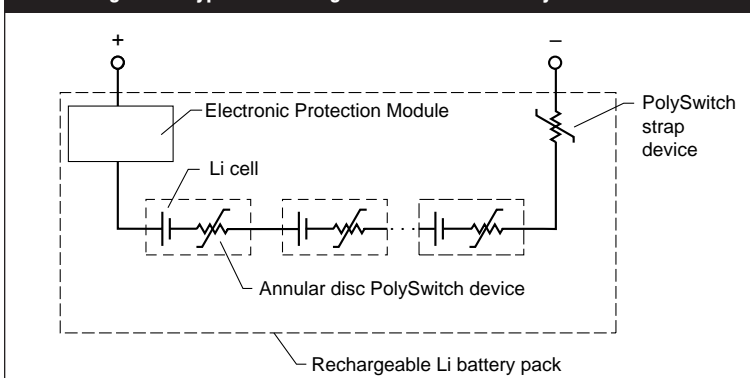 +
–
Electronic Protection Module
PolySwitch
strap
device
Li cell
Annular disc PolySwitch device
Rechargeable Li battery pack